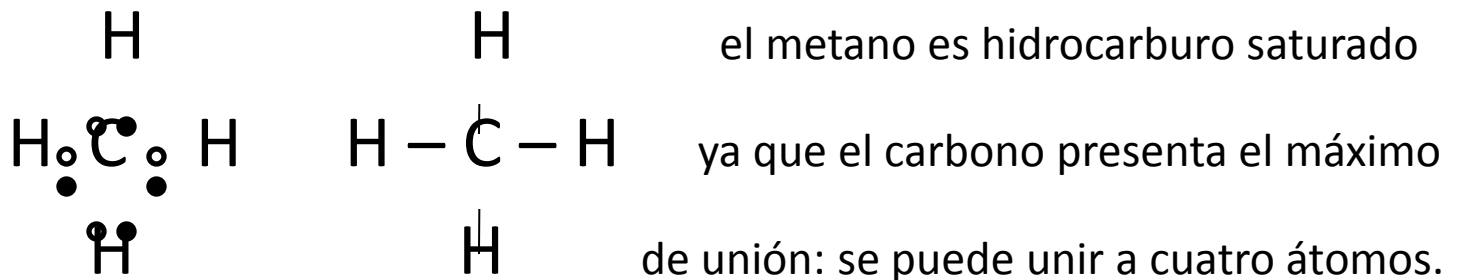 H H el metano es hidrocarburo saturado
H C H H – C – H ya que el carbono presenta el máximo
H H de unión: se puede unir a cuatro átomos.